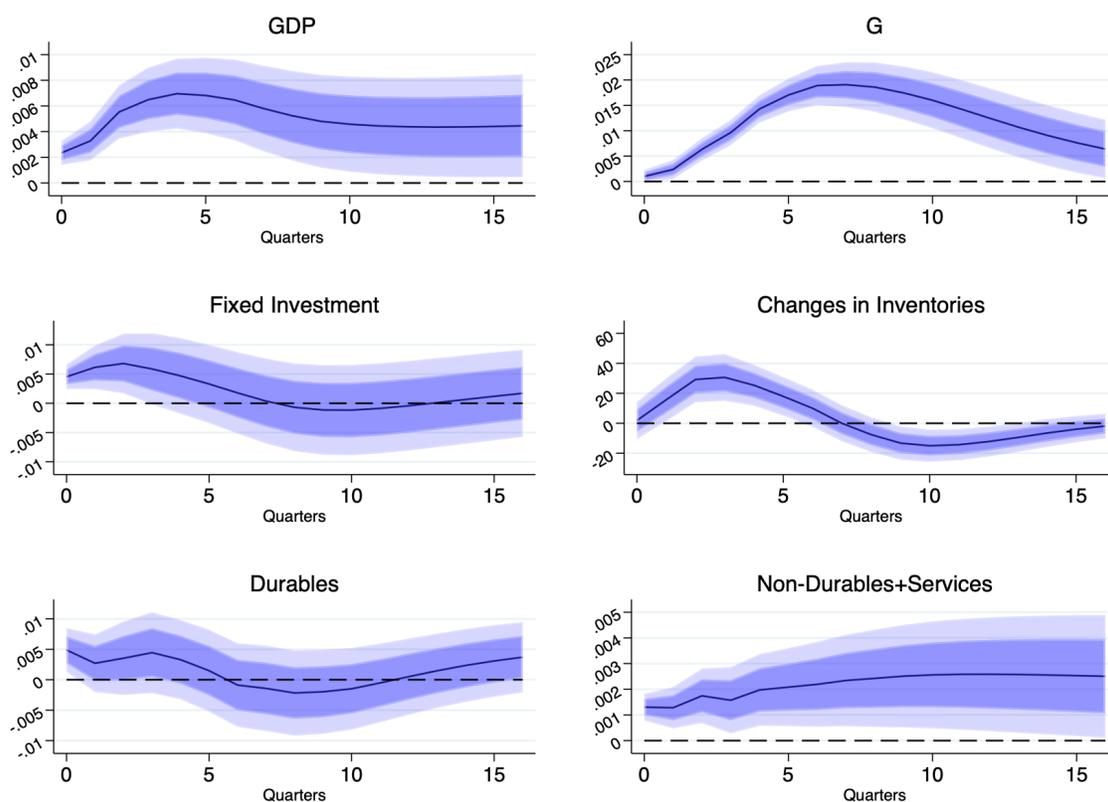 GDP
.01
.008
.006
.004
.002
0
0 5 10 15
Quarters
G
.025
.02
.015
.01
.005
0
0 5 10 15
Quarters
Fixed Investment
.01
.005
0
-.005
-.01
0 5 10 15
Quarters
Changes in Inventories
60
40
20
0
-20
0 5 10 15
Quarters
Durables
.01
.005
0
-.005
-.01
0 5 10 15
Quarters
Non-Durables+Services
.005
.004
.003
.002
.001
0
0 5 10 15
Quarters